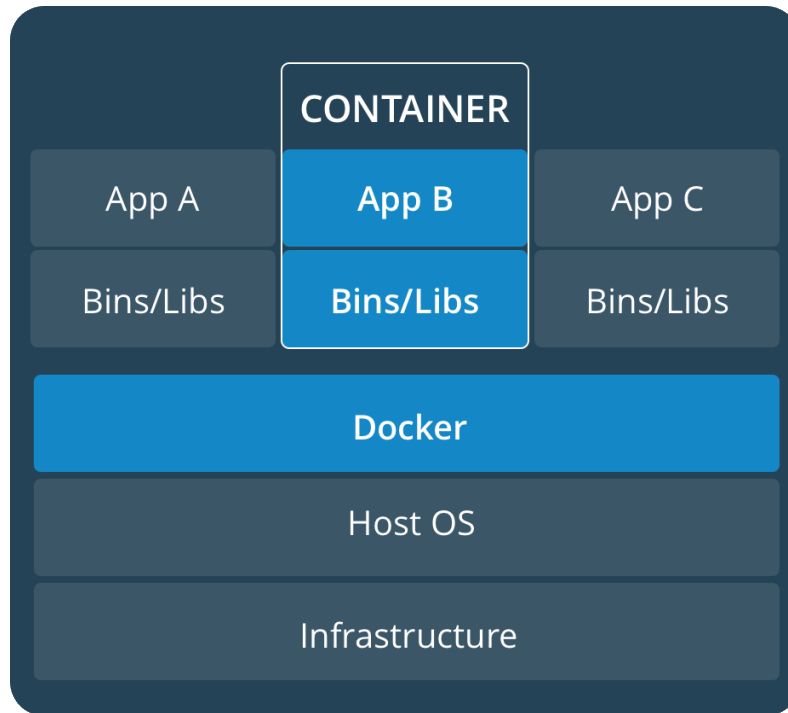 CONTAINER
App A
App B
App C
Bins/Libs
Bins/Libs
Bins/Libs
Docker
Host OS
Infrastructure